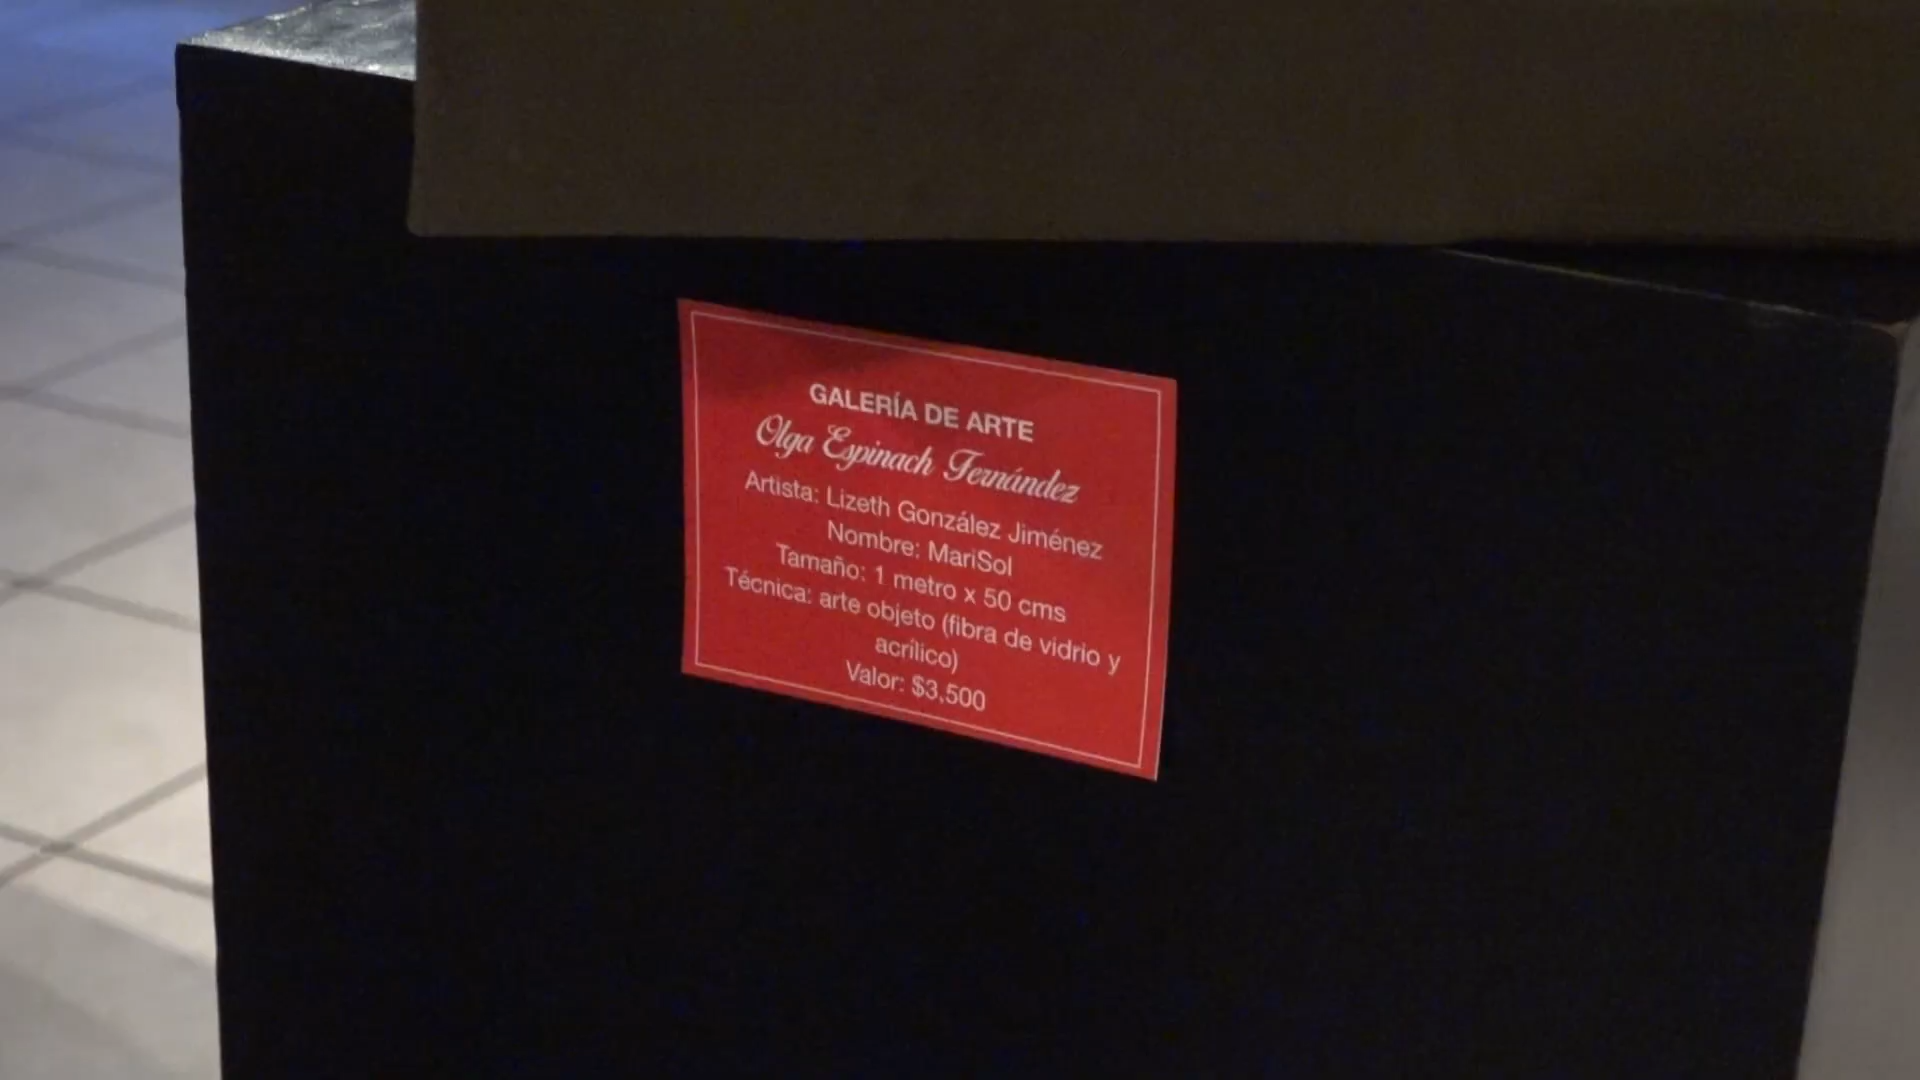 GALERÍA DE ARTE
Olga Espinach Fernández
Artista: Lizeth González Jiménez
Nombre: MariSol
Tamaño: 1 metro x 50 cms
Técnica: arte objeto (fibra de vidrio y
acrílico)
Valor: $3,500